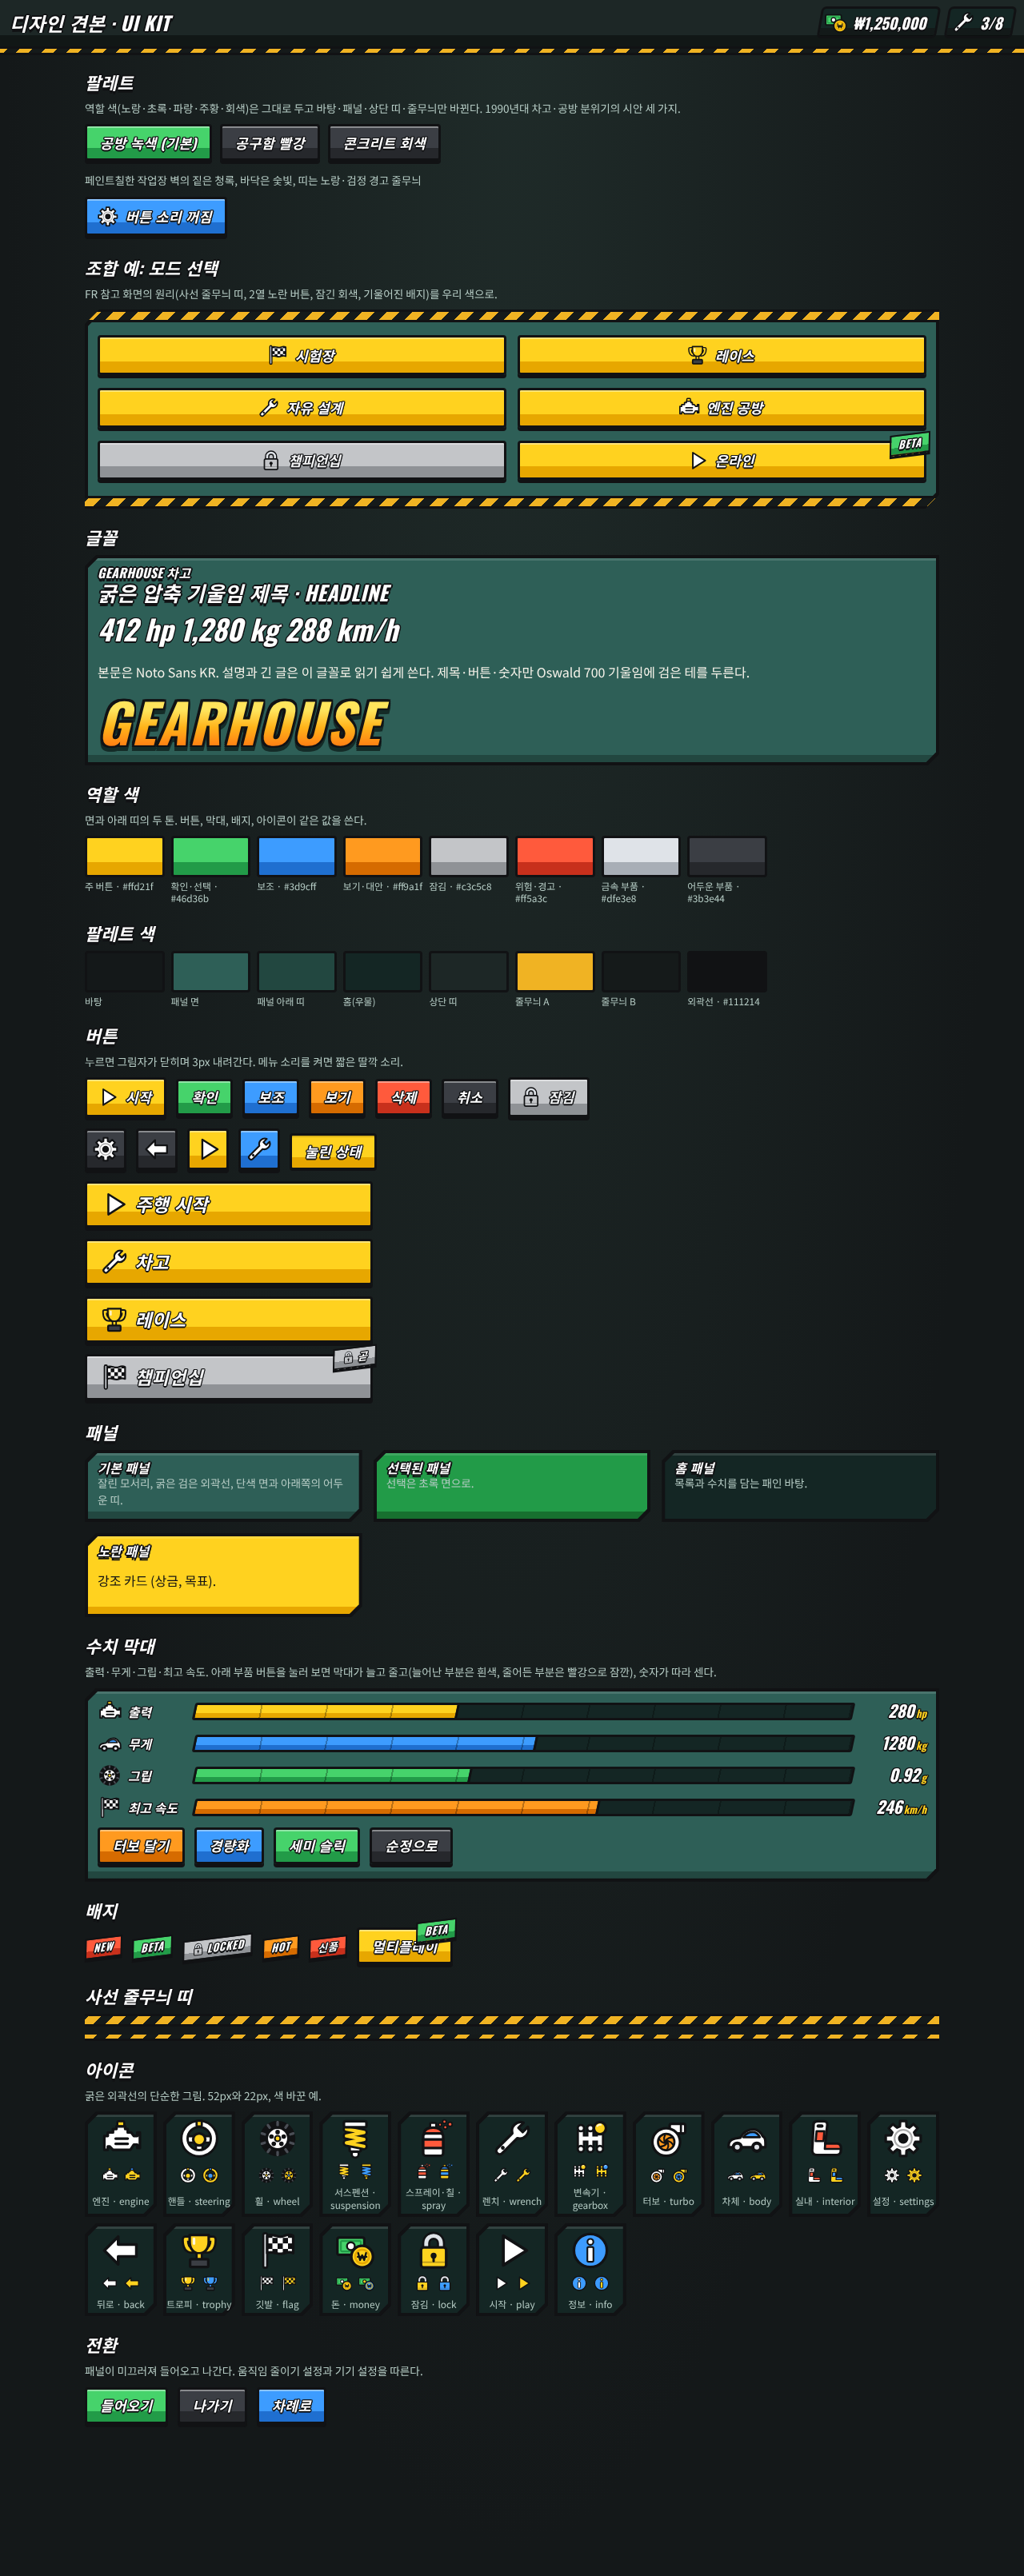 디자인 견본 · UI KIT
₩1,250,000
3/8
팔레트
역할 색(노랑·초록·파랑·주황·회색)은 그대로 두고 바탕·패널·상단 띠·줄무늬만 바뀐다. 1990년대 차고·공방 분위기의 시안 세 가지.
공방 녹색 (기본)
공구함 빨강
콘크리트 회색
페인트칠한 작업장 벽의 짙은 청록, 바닥은 숯빛, 띠는 노랑·검정 경고 줄무늬
버튼 소리 꺼짐
조합 예: 모드 선택
FR 참고 화면의 원리(사선 줄무늬 띠, 2열 노란 버튼, 잠긴 회색, 기울어진 배지)를 우리 색으로.
시험장
레이스
자유 설계
엔진 공방
챔피언십
온라인
BETA
글꼴
GEARHOUSE 차고
굵은 압축 기울임 제목 · HEADLINE
412 hp 1,280 kg 288 km/h
본문은 Noto Sans KR. 설명과 긴 글은 이 글꼴로 읽기 쉽게 쓴다. 제목·버튼·숫자만 Oswald 700 기울임에 검은 테를 두른다.
GEARHOUSE
역할 색
면과 아래 띠의 두 톤. 버튼, 막대, 배지, 아이콘이 같은 값을 쓴다.
주 버튼 · #ffd21f
확인·선택 · #46d36b
보조 · #3d9cff
보기·대안 · #ff9a1f
잠김 · #c3c5c8
위험·경고 · #ff5a3c
금속 부품 · #dfe3e8
어두운 부품 · #3b3e44
팔레트 색
바탕
패널 면
패널 아래 띠
홈(우물)
상단 띠
줄무늬 A
줄무늬 B
외곽선 · #111214
버튼
누르면 그림자가 닫히며 3px 내려간다. 메뉴 소리를 켜면 짧은 딸깍 소리.
시작
확인
보조
보기
삭제
취소
잠김
눌린 상태
주행 시작
차고
레이스
챔피언십
곧
패널
기본 패널
잘린 모서리, 굵은 검은 외곽선, 단색 면과 아래쪽의 어두운 띠.
선택된 패널
선택은 초록 면으로.
홈 패널
목록과 수치를 담는 패인 바탕.
노란 패널
강조 카드 (상금, 목표).
수치 막대
출력·무게·그립·최고 속도. 아래 부품 버튼을 눌러 보면 막대가 늘고 줄고(늘어난 부분은 흰색, 줄어든 부분은 빨강으로 잠깐), 숫자가 따라 센다.
출력
280 hp
무게
1280 kg
그립
0.92 g
최고 속도
246 km/h
터보 달기
경량화
세미 슬릭
순정으로
배지
NEW
BETA
LOCKED
HOT
신품
멀티플레이
BETA
사선 줄무늬 띠
아이콘
굵은 외곽선의 단순한 그림. 52px와 22px, 색 바꾼 예.
엔진 · engine
핸들 · steering
휠 · wheel
서스펜션 · suspension
스프레이·칠 · spray
렌치 · wrench
변속기 · gearbox
터보 · turbo
차체 · body
실내 · interior
설정 · settings
뒤로 · back
트로피 · trophy
깃발 · flag
돈 · money
잠김 · lock
시작 · play
정보 · info
전환
패널이 미끄러져 들어오고 나간다. 움직임 줄이기 설정과 기기 설정을 따른다.
들어오기
나가기
차례로